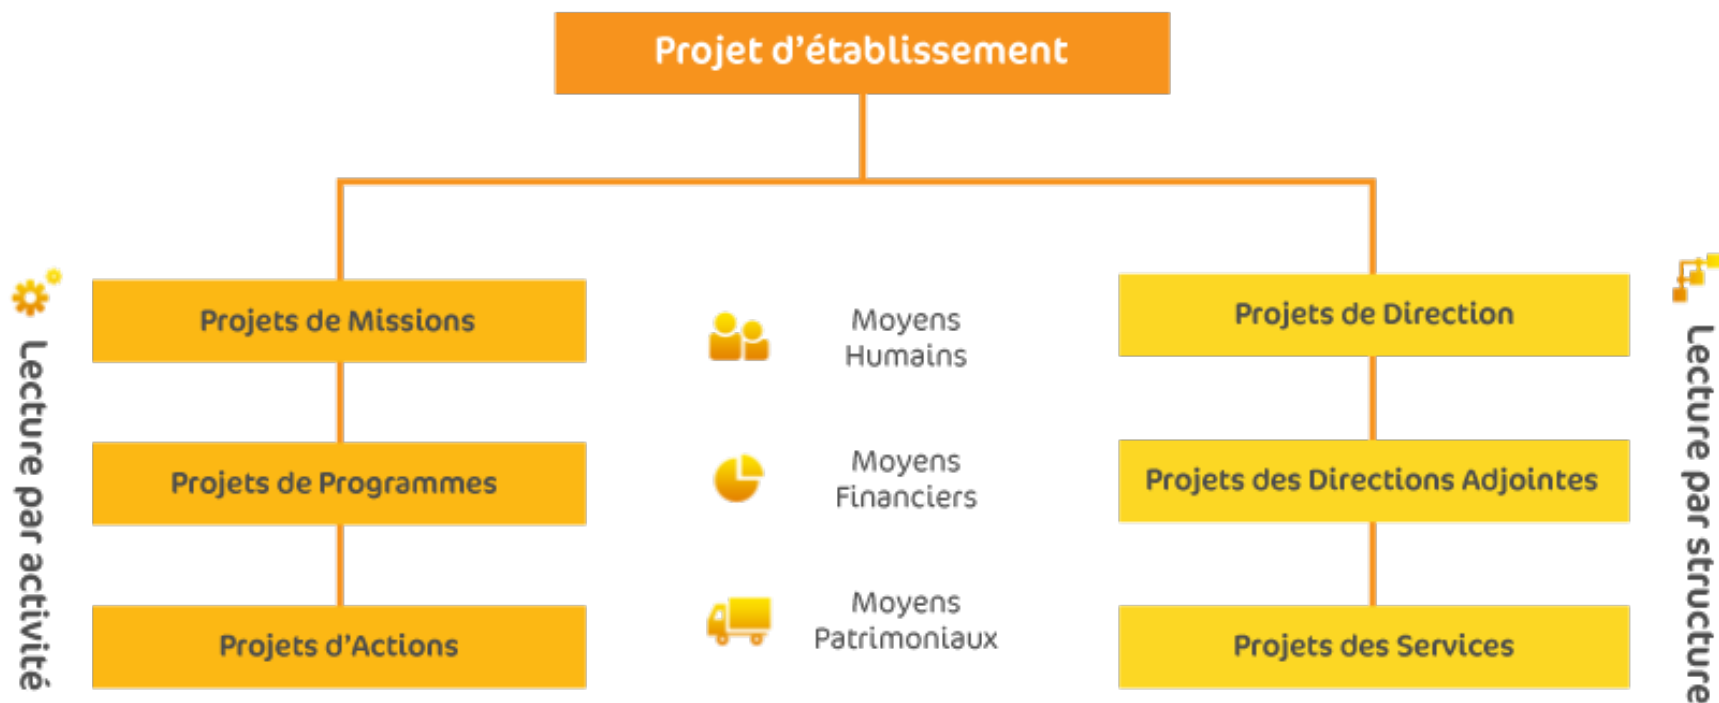 Projet d'établissement
Lecture par activité
Projets de Missions
Projets de Programmes
Projets d'Actions
Moyens
Humains
Moyens
Financiers
Moyens
Patrimoniaux
Projets de Direction
Projets des Directions Adjointes
Projets des Services
Lecture par structure